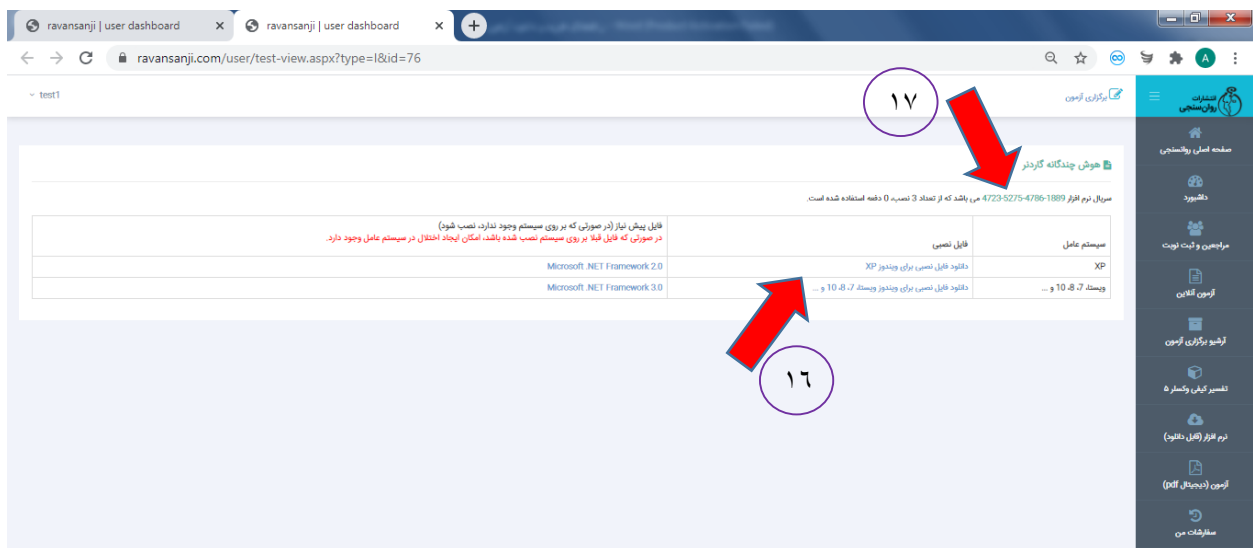 ravansanji | user dashboard
ravansanji | user dashboard
ravansanji.com/user/test-view.aspx?type=l&id=76
A
انتشارات
روان‌سنجی
برگزاری آزمون
test1
۱۷
صفحه اصلی روانسنجی
داشبورد
مراجعین و ثبت نوبت
آزمون آنلاین
آرشیو برگزاری آزمون
تفسیر کیفی وکسلر ۵
نرم افزار (قابل دانلود)
آزمون (دیجیتال pdf)
سفارشات من
هوش چندگانه گاردنر
سریال نرم افزار 1889-4786-5275-4723 می باشد که از تعداد 3 نصب، 0 دفعه استفاده شده است.
سیستم عامل
فایل نصبی
فایل پیش نیاز (در صورتی که بر روی سیستم وجود ندارد، نصب شود)
در صورتی که فایل قبلا بر روی سیستم نصب شده باشد، امکان ایجاد اختلال در سیستم عامل وجود دارد.
XP
دانلود فایل نصبی برای ویندوز XP
Microsoft .NET Framework 2.0
ویستا، 7، 8، 10 و ...
دانلود فایل نصبی برای ویندوز ویستا، 7، 8، 10 و ...
Microsoft .NET Framework 3.0
۱٦